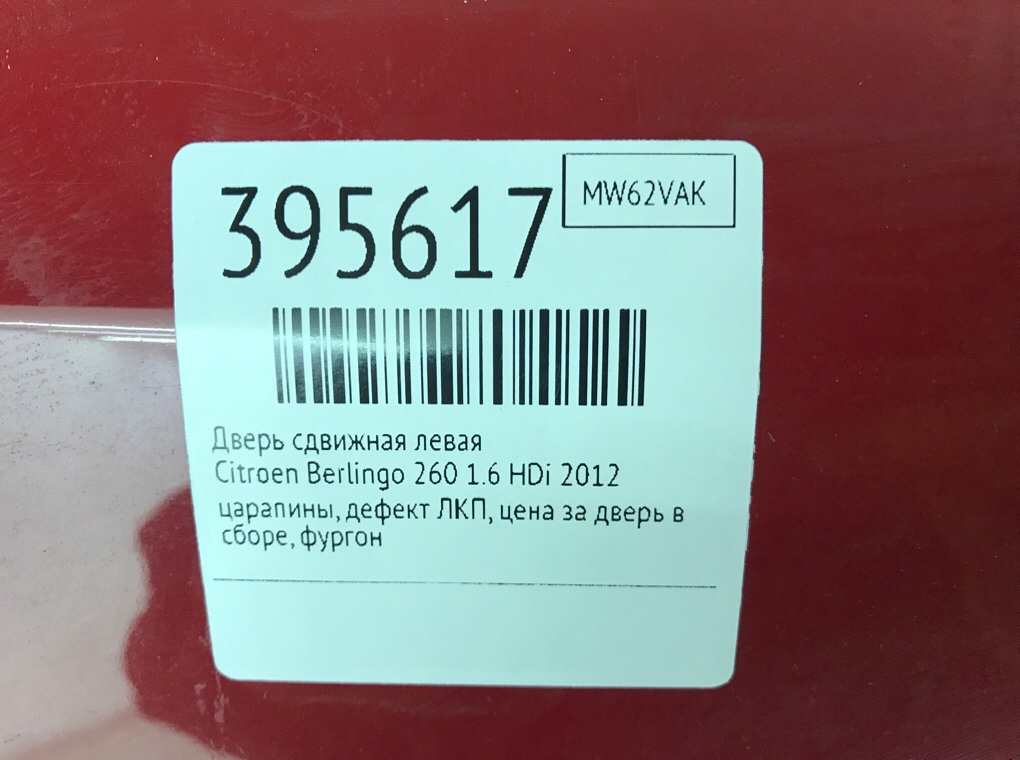 395617
MW62VAK
Дверь сдвижная левая
Citroen Berlingo 260 1.6 HDi 2012
царапины, дефект ЛКП, цена за дверь в
сборе, фургон